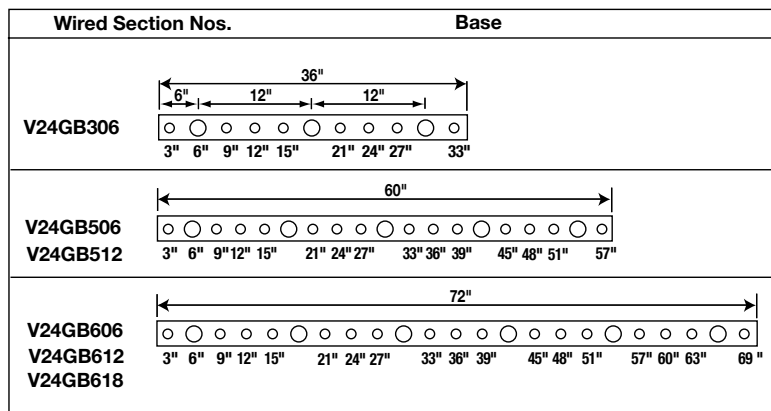 Wired Section Nos. Base
36"
6" 12" 12"
V24GB306
3" 6" 9" 12" 15" 21" 24" 27" 33"
60"
V24GB506
V24GB512
3" 6" 9" 12" 15" 21" 24" 27" 33" 36" 39" 45" 48" 51" 57"
72"
V24GB606
V24GB612
V24GB618
3" 6" 9" 12" 15" 21" 24" 27" 33" 36" 39" 45" 48" 51" 57" 60" 63" 69 "